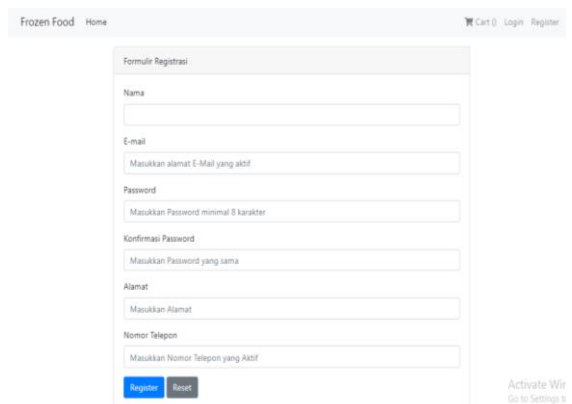 Frozen Food Home Cart () Login Register
Formulir Registrasi
Nama
E-mail
Masukkan alamat E-Mail yang aktif
Password
Masukkan Password minimal 8 karakter
Konfirmasi Password
Masukkan Password yang sama
Alamat
Masukkan Alamat
Nomor Telepon
Masukkan Nomor Telepon yang Aktif
Register Reset
Activate Wi
Go to Settings